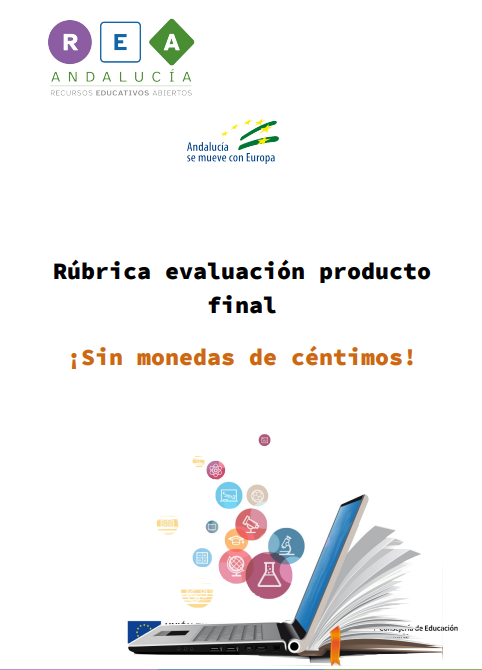 R E A
ANDALUCÍA
RECURSOS EDUCATIVOS ABIERTOS
Andalucía
se mueve con Europa
Rúbrica evaluación producto
final
¡Sin monedas de céntimos!
de Educación